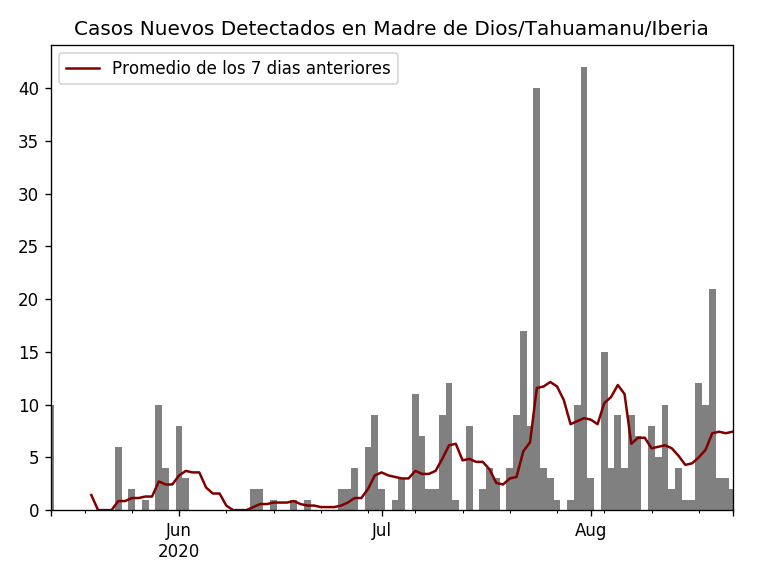 Casos Nuevos Detectados en Madre de Dios/Tahuamanu/Iberia
Promedio de los 7 dias anteriores
40
35
30
25
20
15
10
5
0
Jun
2020
Jul
Aug